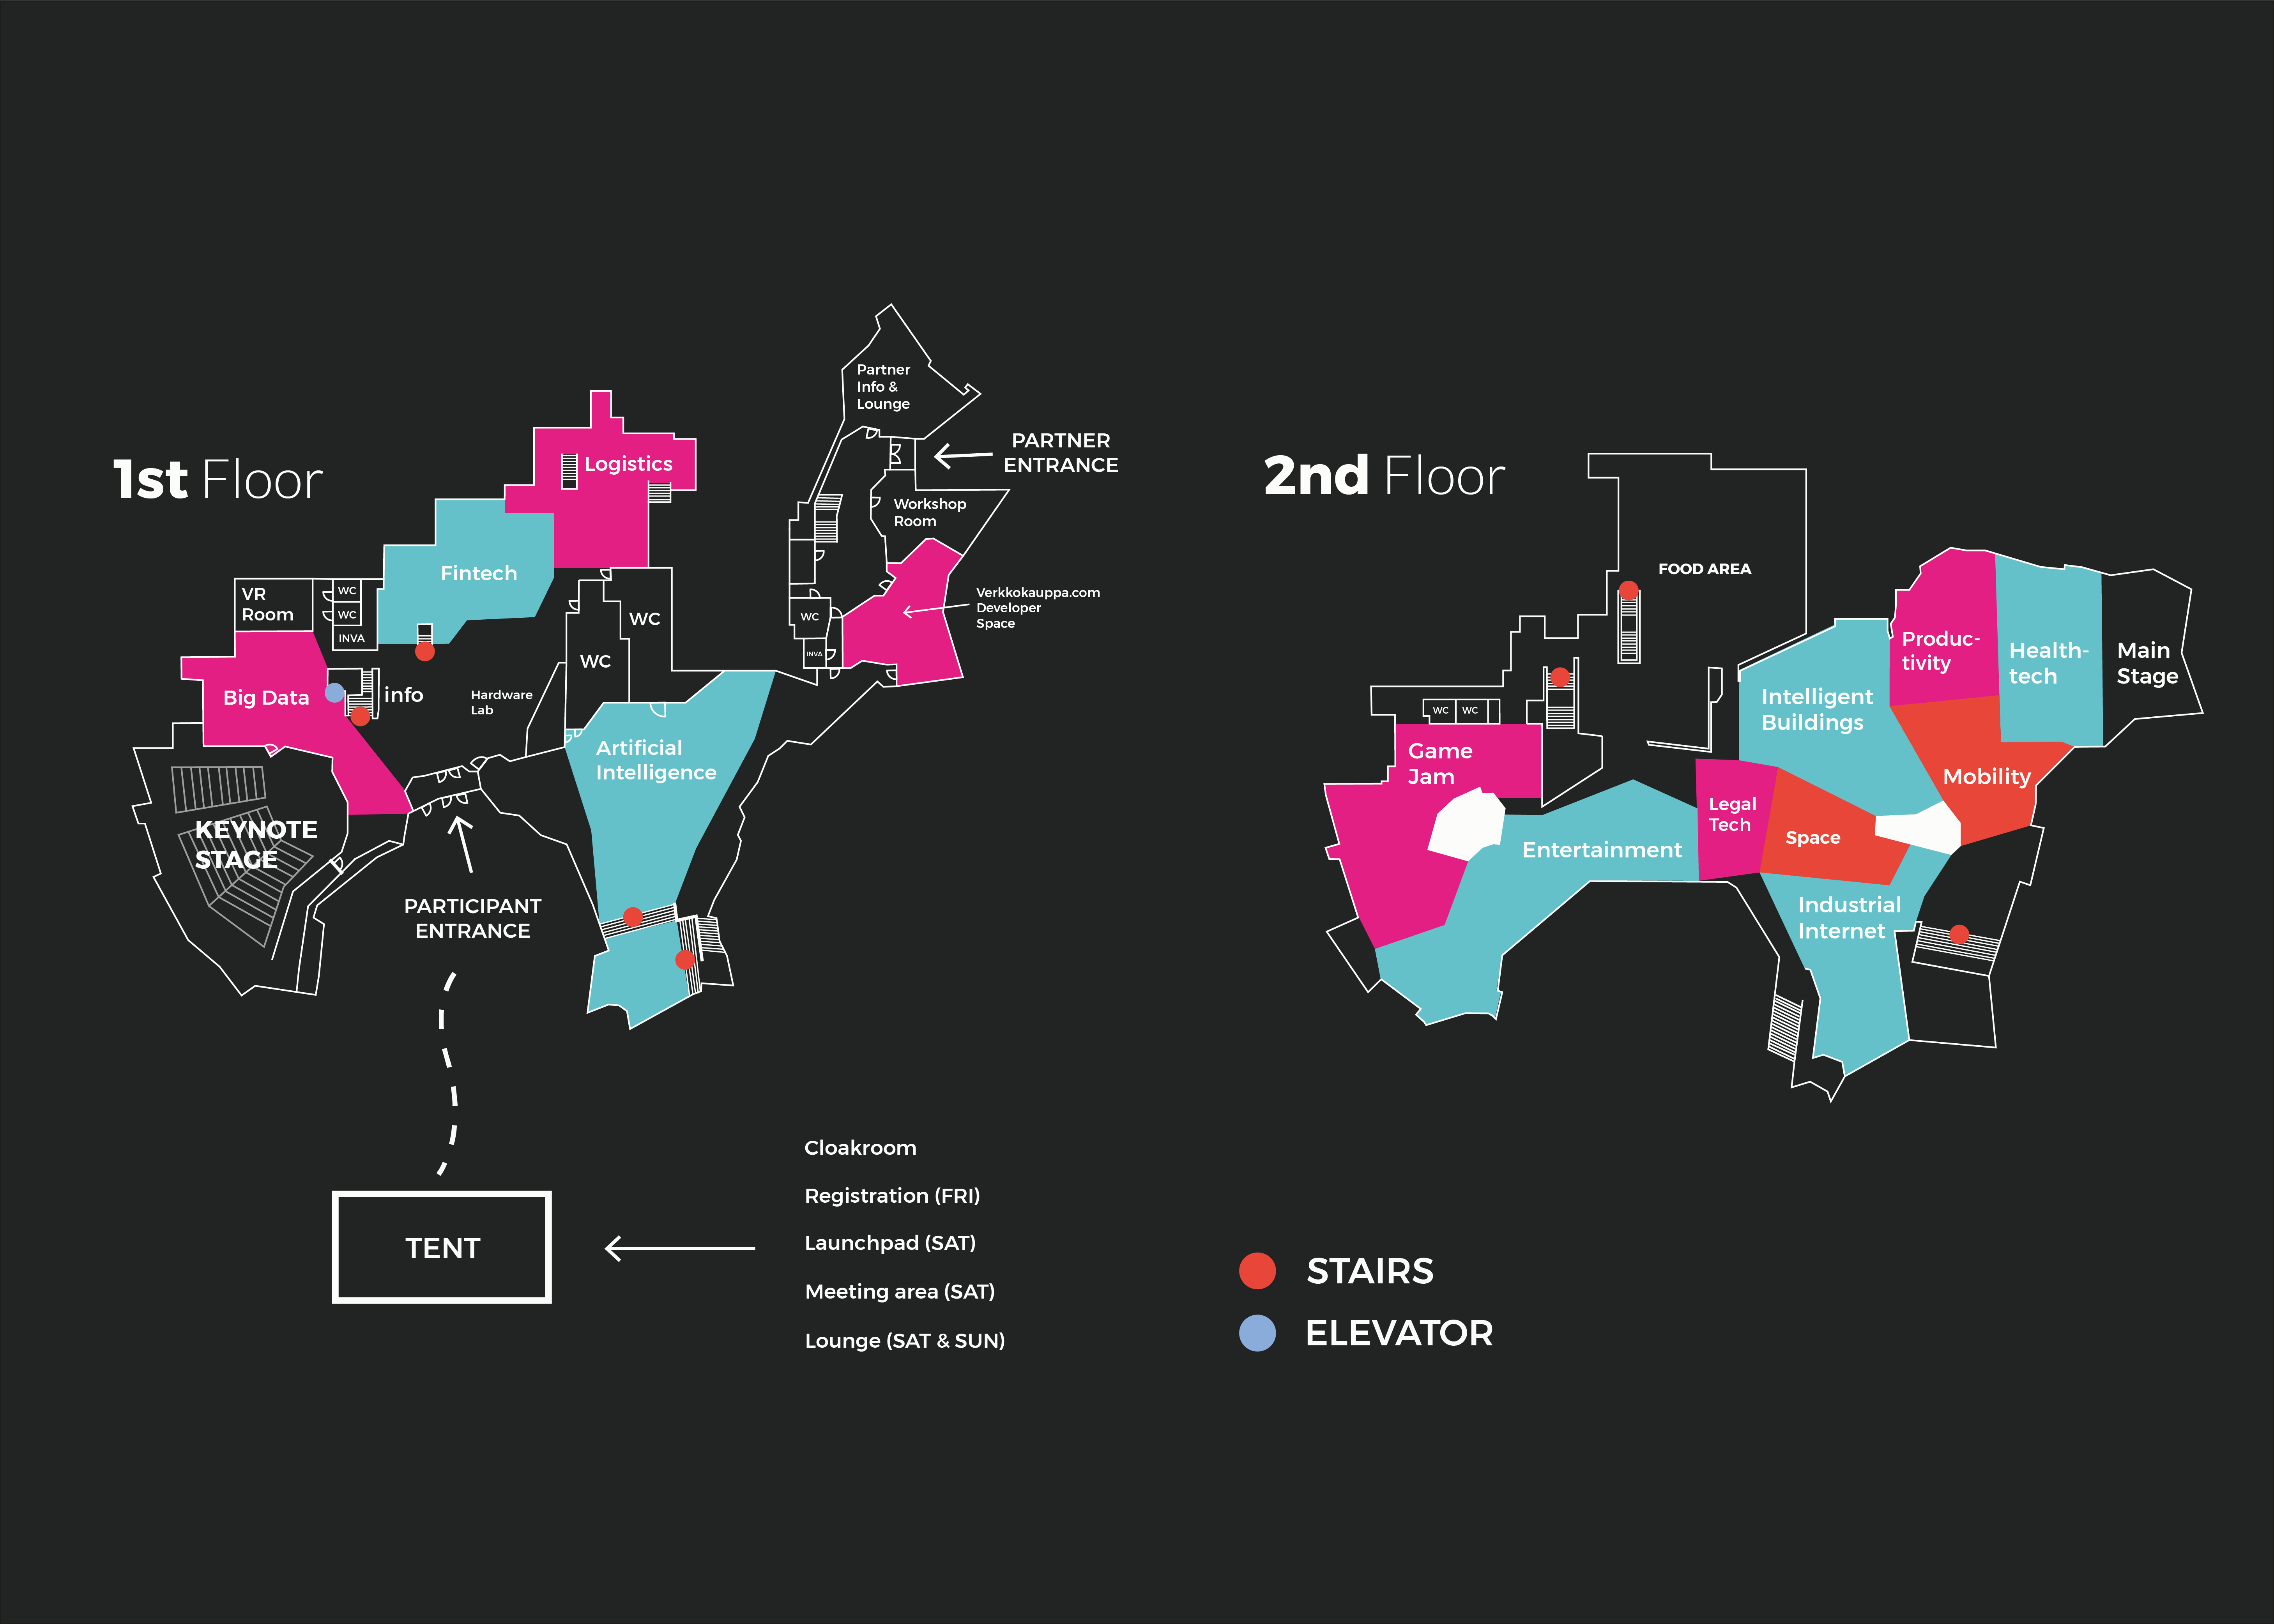 1st Floor
Partner
Info &
Lounge
PARTNER
ENTRANCE
Logistics
Workshop
Room
Fintech
VR
Room
WC
WC
INVA
WC
WC
WC
INVA
Verkkokauppa.com
Developer
Space
Big Data
info
Hardware
Lab
Artificial
Intelligence
KEYNOTE
STAGE
PARTICIPANT
ENTRANCE
TENT
Cloakroom
Registration (FRI)
Launchpad (SAT)
Meeting area (SAT)
Lounge (SAT & SUN)
2nd Floor
FOOD AREA
Produc-
tivity
Health-
tech
Main
Stage
Intelligent
Buildings
WC
WC
Game
Jam
Mobility
Legal
Tech
Space
Entertainment
Industrial
Internet
STAIRS
ELEVATOR